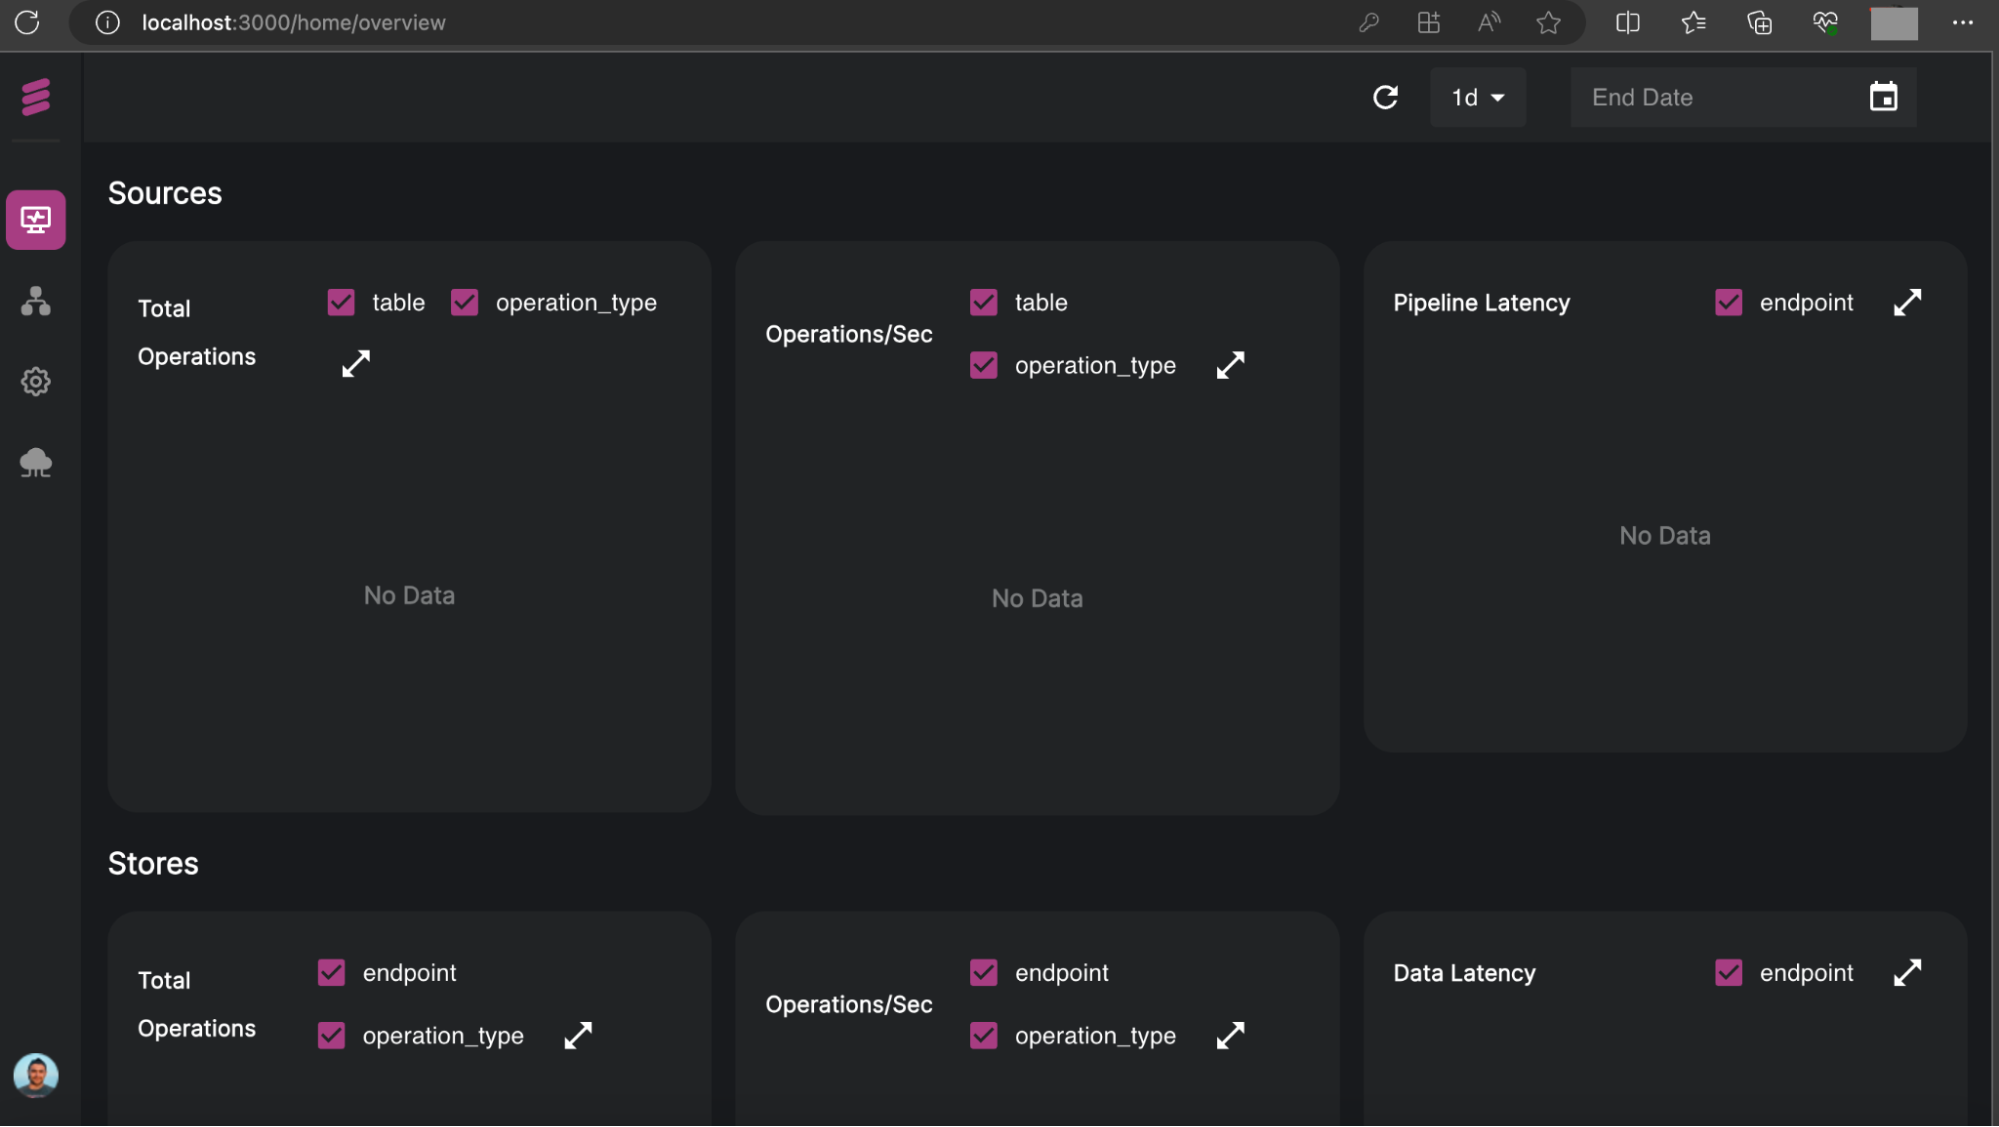 localhost:3000/home/overview
1d
End Date
Sources
Total
Operations
table
operation_type
No Data
Operations/Sec
table
operation_type
No Data
Pipeline Latency
endpoint
No Data
Stores
Total
Operations
endpoint
operation_type
Operations/Sec
endpoint
operation_type
Data Latency
endpoint